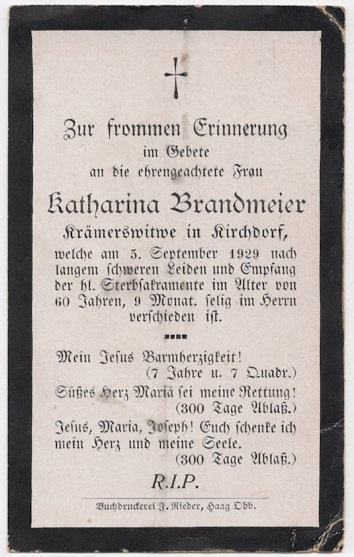 Zur frommen Erinnerung
im Gebete
an die ehrengeachtete Frau
Katharina Brandmeier
Krämerswitwe in Kirchdorf,
welche am 5. September 1929 nach
langem schweren Leiden und Empfang
der hl. Sterbsakramente im Alter von
60 Jahren, 9 Monat. selig im Herrn
verschieden ist.
Mein Jesus Barmherzigkeit!
(7 Jahre u. 7 Quadr.)
Süßes Herz Mariä sei meine Rettung!
(300 Tage Ablaß.)
Jesus, Maria, Joseph! Euch schenke ich
mein Herz und meine Seele.
(300 Tage Ablaß.)
R.I.P.
Buchdruckerei J. Rieder, Haag Obb.